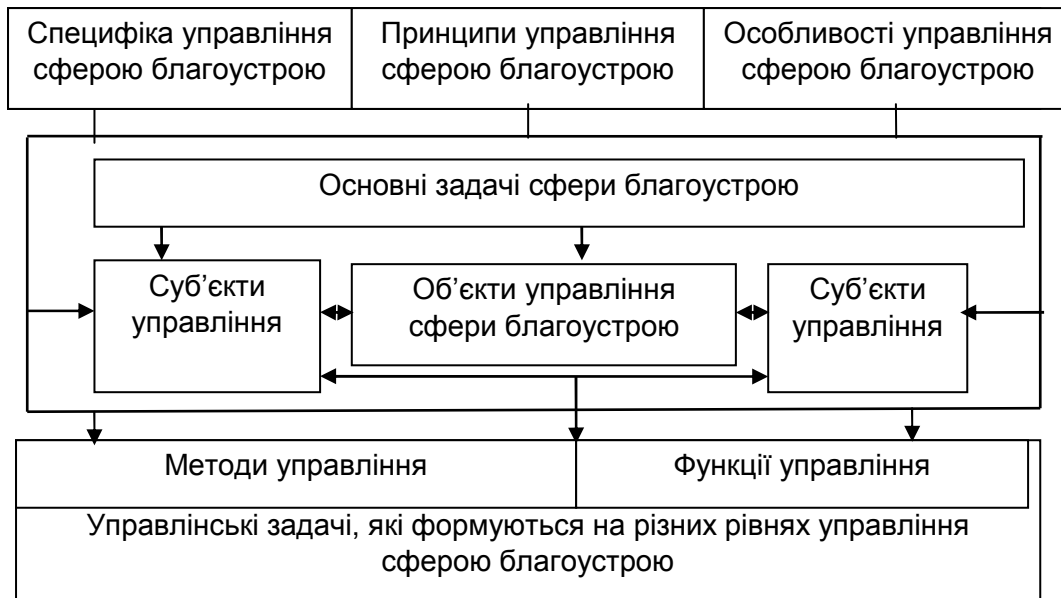 Специфіка управління
сферою благоустрою
Принципи управління
сферою благоустрою
Особливості управління
сферою благоустрою
Основні задачі сфери благоустрою
Суб’єкти
управління
Об’єкти управління
сфери благоустрою
Суб’єкти
управління
Методи управління
Функції управління
Управлінські задачі, які формуються на різних рівнях управління
сферою благоустрою